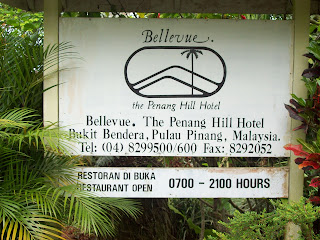 Bellevue.
the Penang Hill Hotel
Bellevue. The Penang Hill Hotel
Bukit Bendera, Pulau Pinang, Malaysia.
Tel: (04) 8299500/600 Fax: 8292052
RESTORAN DI BUKA
RESTAURANT OPEN
0700 - 2100 HOURS